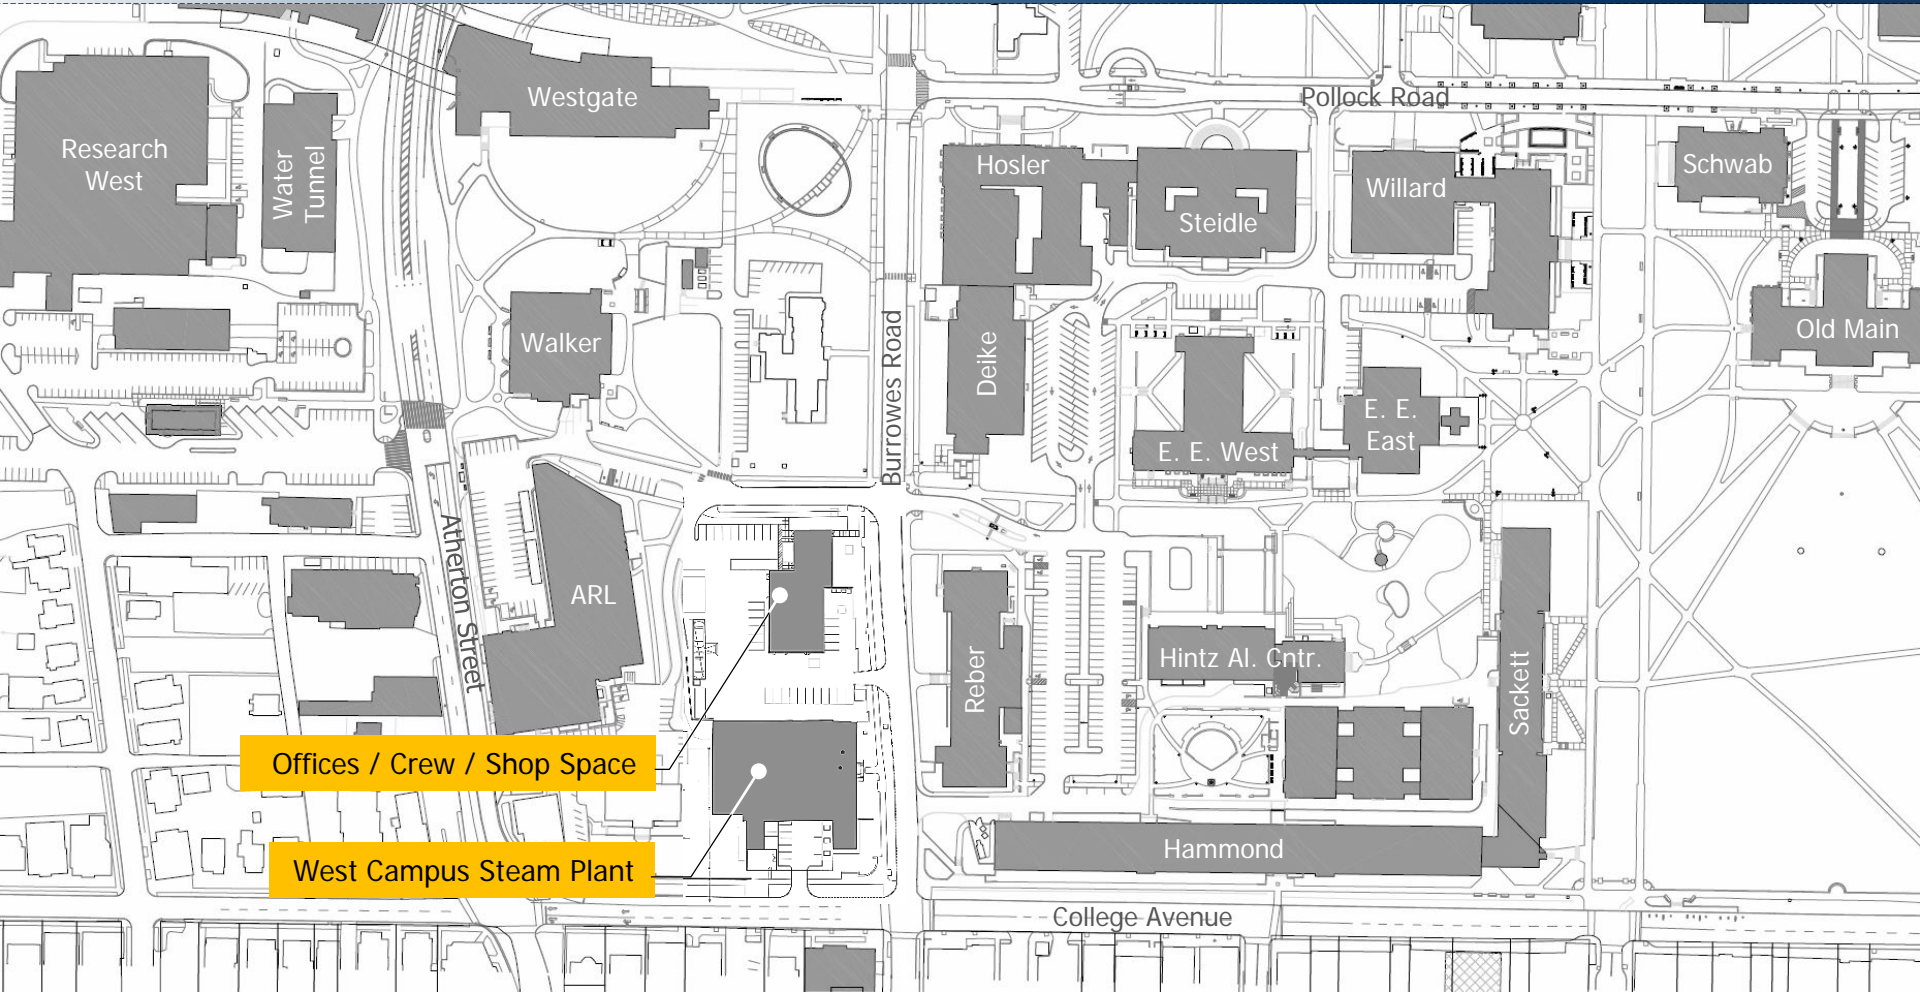 Westgate
Pollock Road
Research
West
Water
Tunnel
Hosler
Steidle
Willard
Schwab
Walker
Burrowes Road
Deike
Old Main
E. E.
East
E. E. West
Atherton Street
ARL
Reber
Hintz Al. Cntr.
Sackett
Offices / Crew / Shop Space
West Campus Steam Plant
Hammond
College Avenue